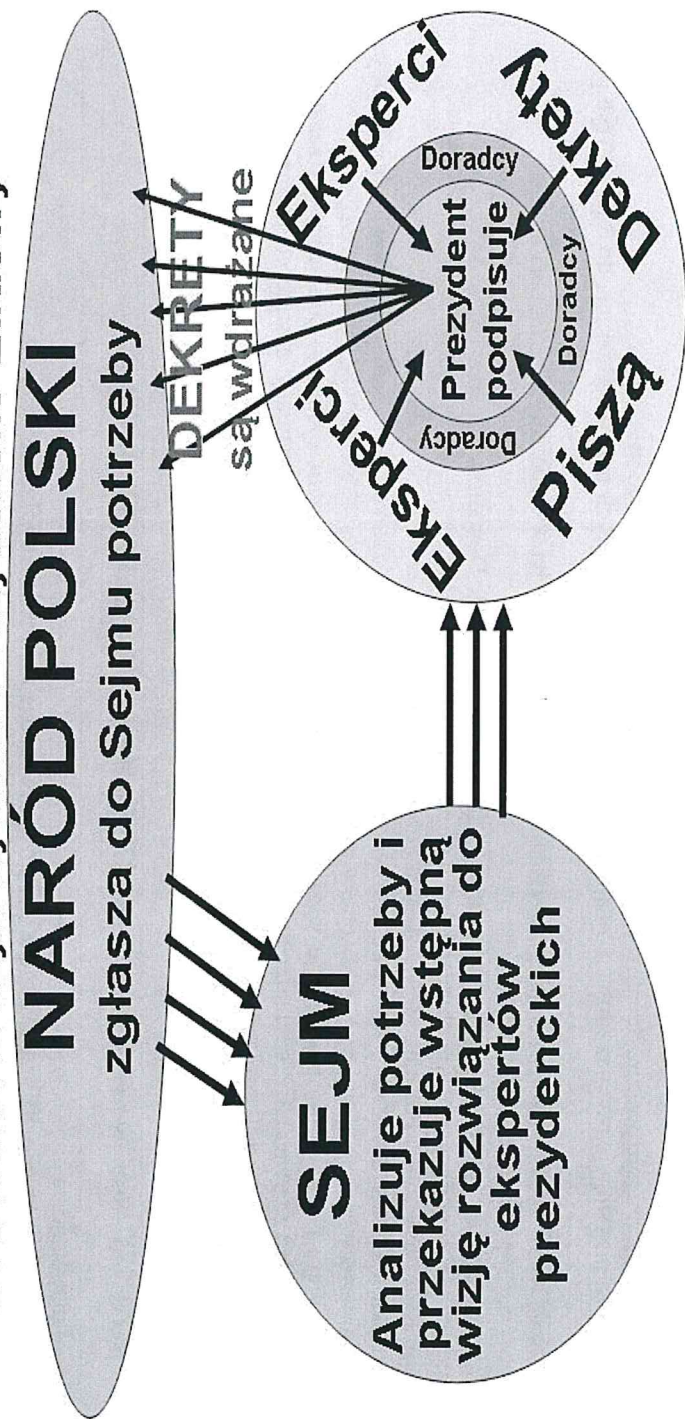 NARÓD POLSKI
zgłasza do Sejmu potrzeby
DEKRETY
są wdrażane
SEJM
Analizuje potrzeby i
przekazuje wstępną
wizję rozwiązania do
ekspertów
prezydenckich
Eksperci
Eksperci
Piszą
Dekrety
Doradcy
Doradcy
Doradcy
Prezydent
podpisuje